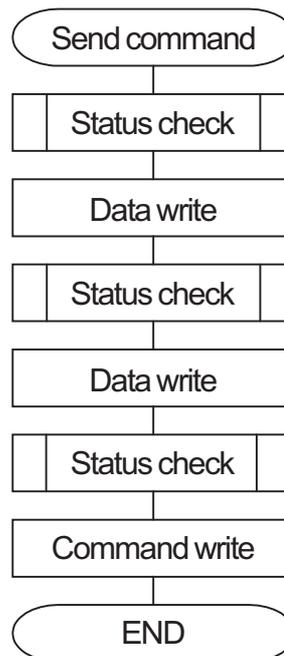 Send command
Status check
Data write
Status check
Data write
Status check
Command write
END